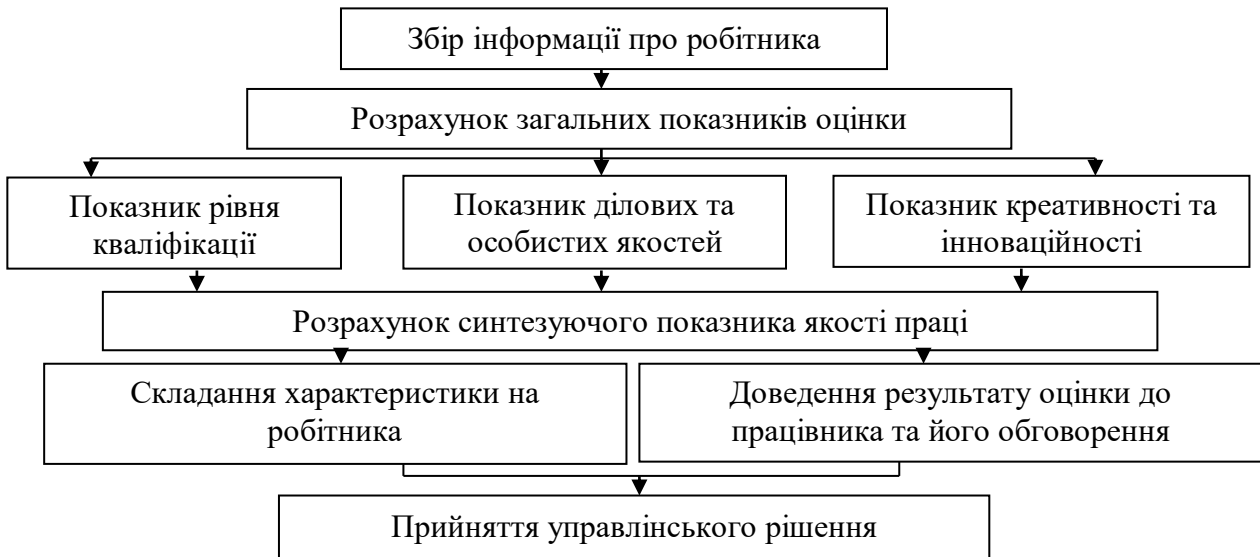 Збір інформації про робітника
Розрахунок загальних показників оцінки
Показник рівня
кваліфікації
Показник ділових та
особистих якостей
Показник креативності та
інноваційності
Розрахунок синтезуючого показника якості праці
Складання характеристики на
робітника
Доведення результату оцінки до
працівника та його обговорення
Прийняття управлінського рішення